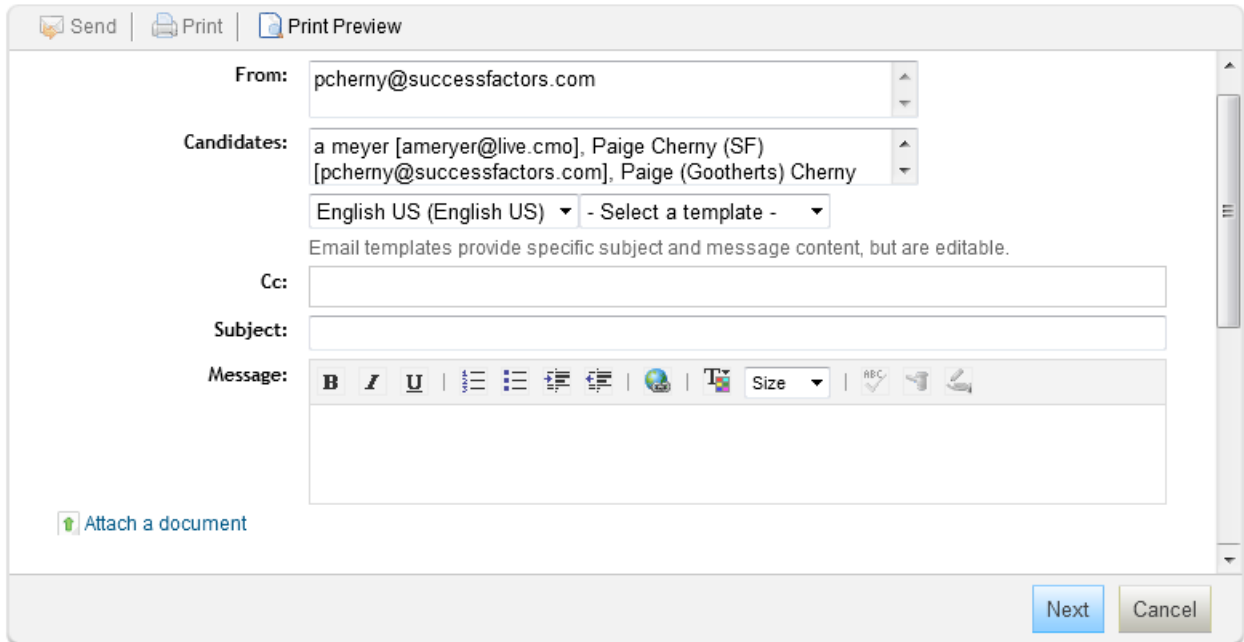 Send Print Print Preview
From: pcherny@successfactors.com
Candidates: a meyer [ameryer@live.cmo], Paige Cherny (SF)
[pcherny@successfactors.com], Paige (Gootherts) Cherny
English US (English US) - Select a template -
Email templates provide specific subject and message content, but are editable.
Cc:
Subject:
Message: B I U Size ABC
Attach a document
Next Cancel